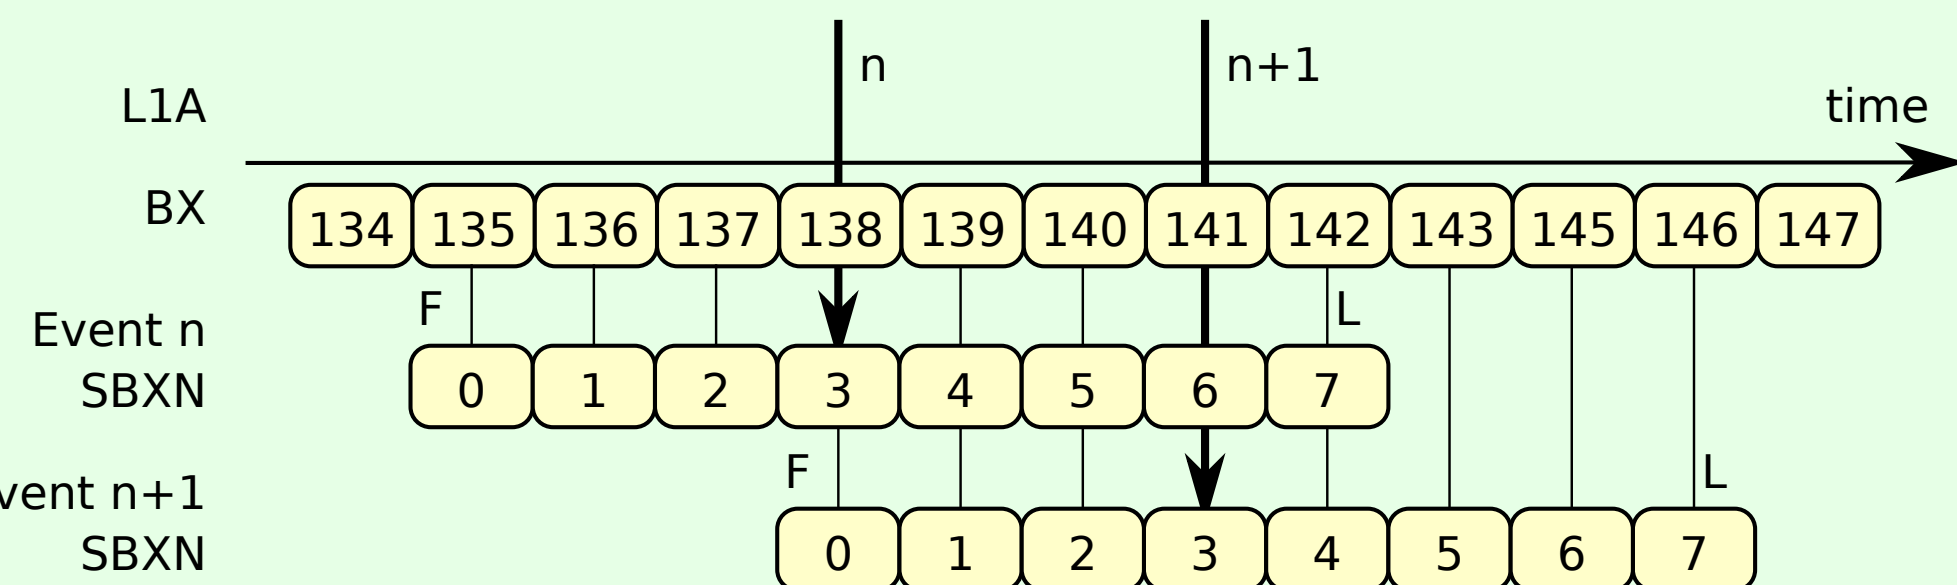 n n+1
L1A time
BX 134 135 136 137 138 139 140 141 142 143 145 146 147
F L
Event n
SBXN 0 1 2 3 4 5 6 7
F L
vent n+1
SBXN 0 1 2 3 4 5 6 7